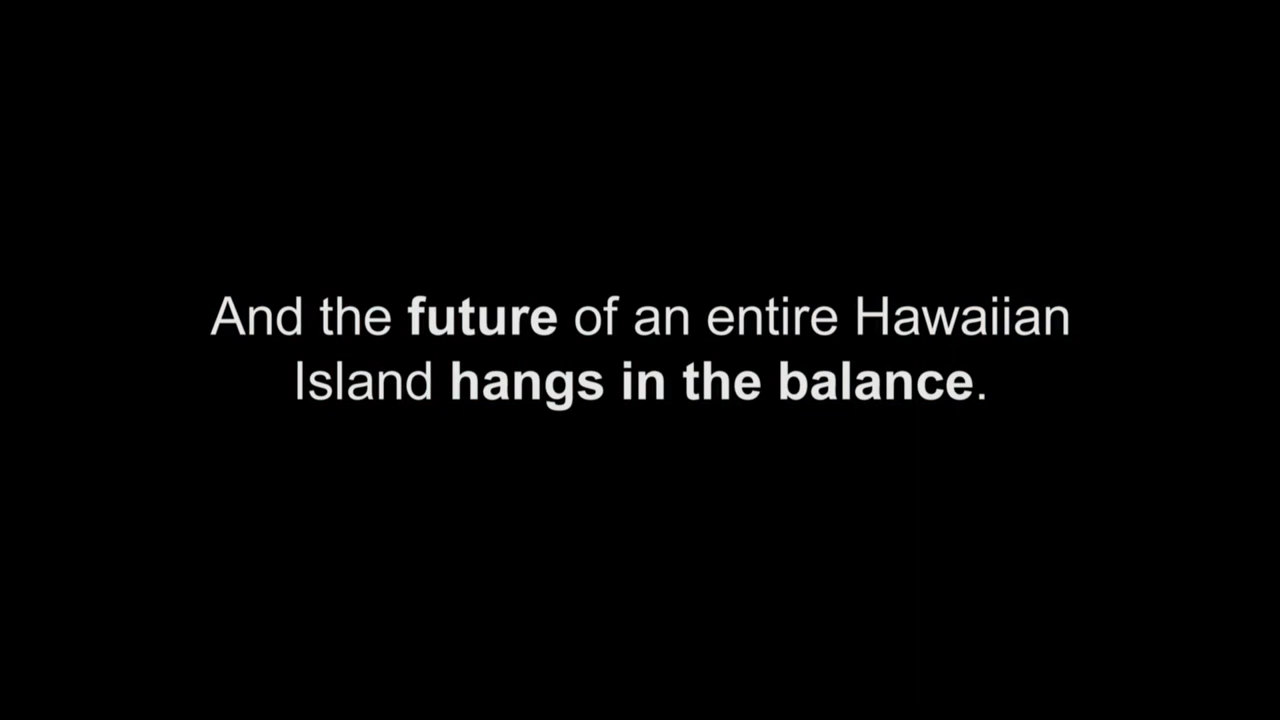 And the future of an entire Hawaiian
Island hangs in the balance.